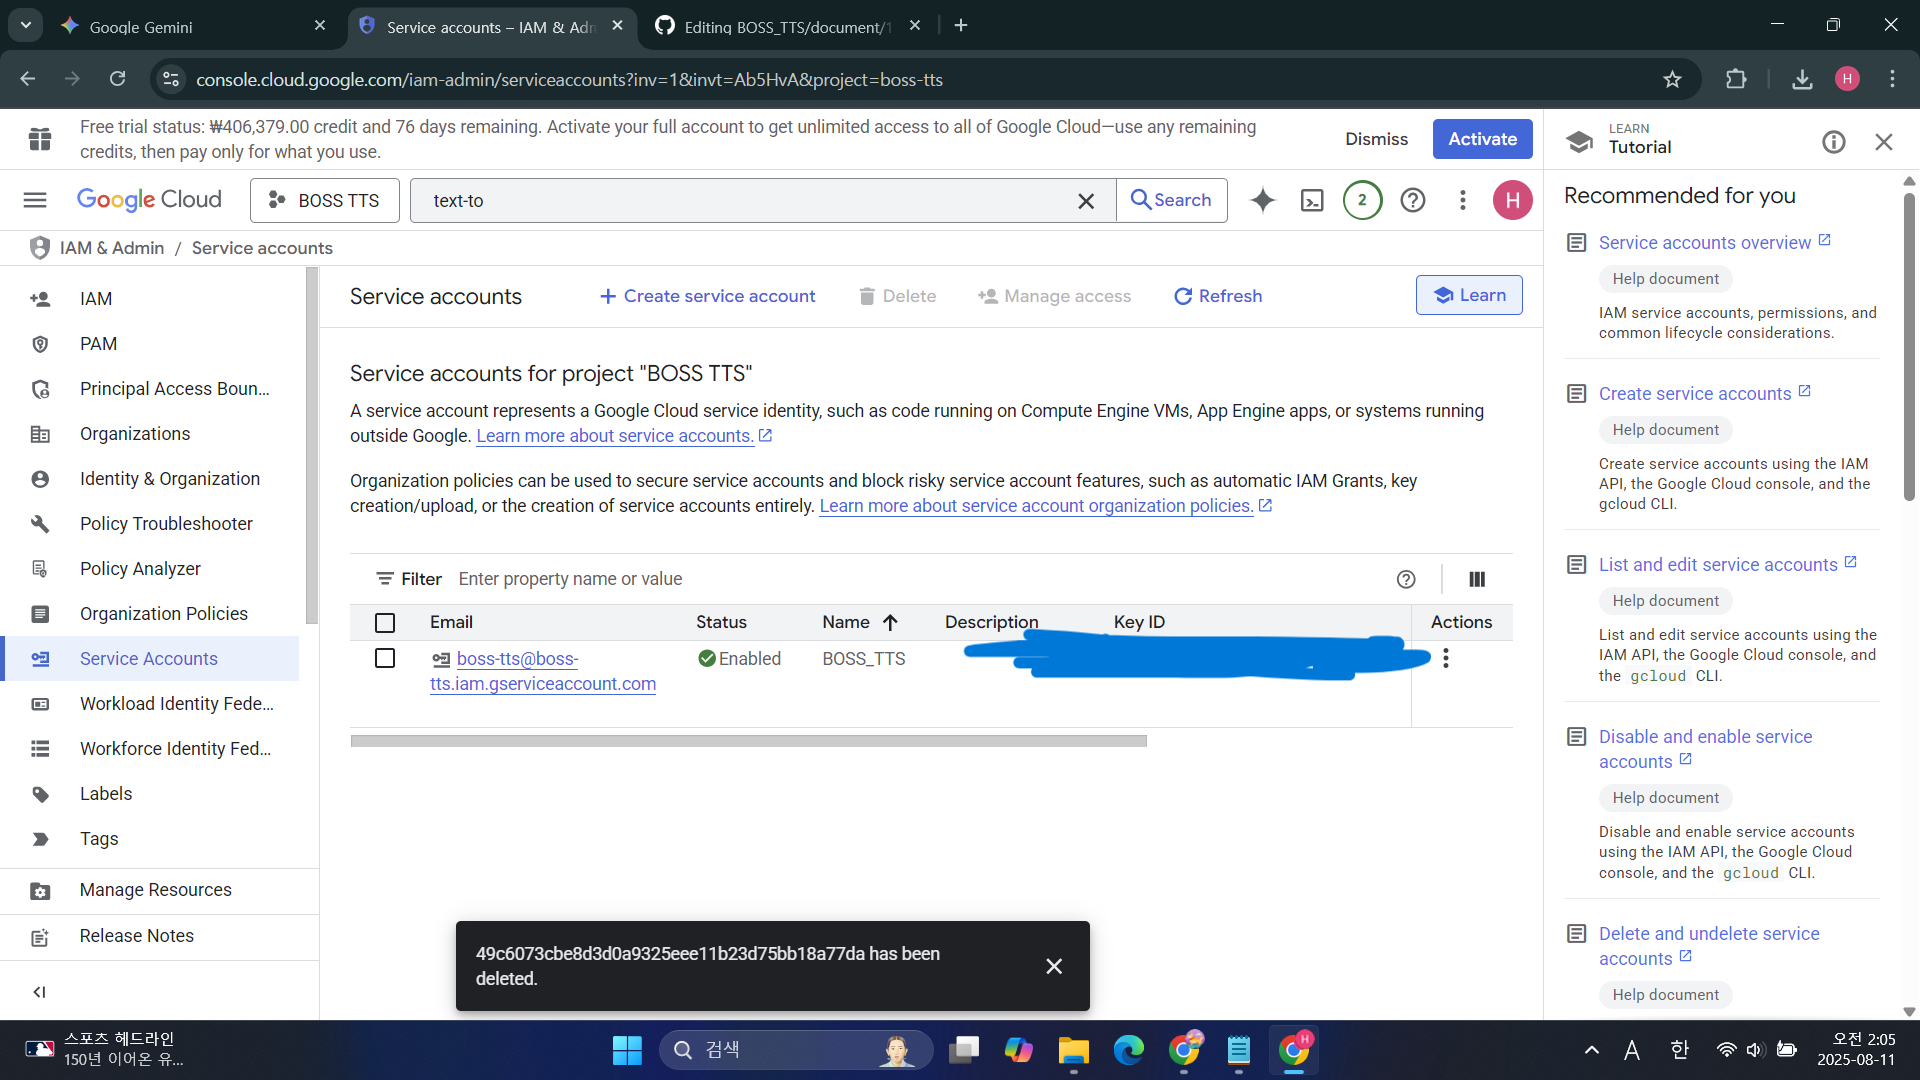 Google Gemini
Service accounts – IAM & Adm
Editing BOSS_TTS/document/1
console.cloud.google.com/iam-admin/serviceaccounts?inv=1&invt=Ab5HvA&project=boss-tts
H
Free trial status: ₩406,379.00 credit and 76 days remaining. Activate your full account to get unlimited access to all of Google Cloud—use any remaining
credits, then pay only for what you use.
Dismiss
Activate
Google Cloud
BOSS TTS
text-to
Search
2
H
IAM & Admin / Service accounts
IAM
PAM
Principal Access Boun...
Organizations
Identity & Organization
Policy Troubleshooter
Policy Analyzer
Organization Policies
Service Accounts
Workload Identity Fede...
Workforce Identity Fed...
Labels
Tags
Manage Resources
Release Notes
Service accounts
Create service account
Delete
Manage access
Refresh
Learn
Service accounts for project "BOSS TTS"
A service account represents a Google Cloud service identity, such as code running on Compute Engine VMs, App Engine apps, or systems running
outside Google. Learn more about service accounts.
Organization policies can be used to secure service accounts and block risky service account features, such as automatic IAM Grants, key
creation/upload, or the creation of service accounts entirely. Learn more about service account organization policies.
Filter Enter property name or value
Email Status Name Description Key ID Actions
boss-tts@boss- Enabled BOSS_TTS
tts.iam.gserviceaccount.com
49c6073cbe8d3d0a9325eee11b23d75bb18a77da has been
deleted.
LEARN
Tutorial
Recommended for you
Service accounts overview
Help document
IAM service accounts, permissions, and
common lifecycle considerations.
Create service accounts
Help document
Create service accounts using the IAM
API, the Google Cloud console, and the
gcloud CLI.
List and edit service accounts
Help document
List and edit service accounts using the
IAM API, the Google Cloud console, and
the gcloud CLI.
Disable and enable service
accounts
Help document
Disable and enable service accounts
using the IAM API, the Google Cloud
console, and the gcloud CLI.
Delete and undelete service
accounts
Help document
스포츠 헤드라인
150년 이어온 유...
검색
H
A
한
오전 2:05
2025-08-11